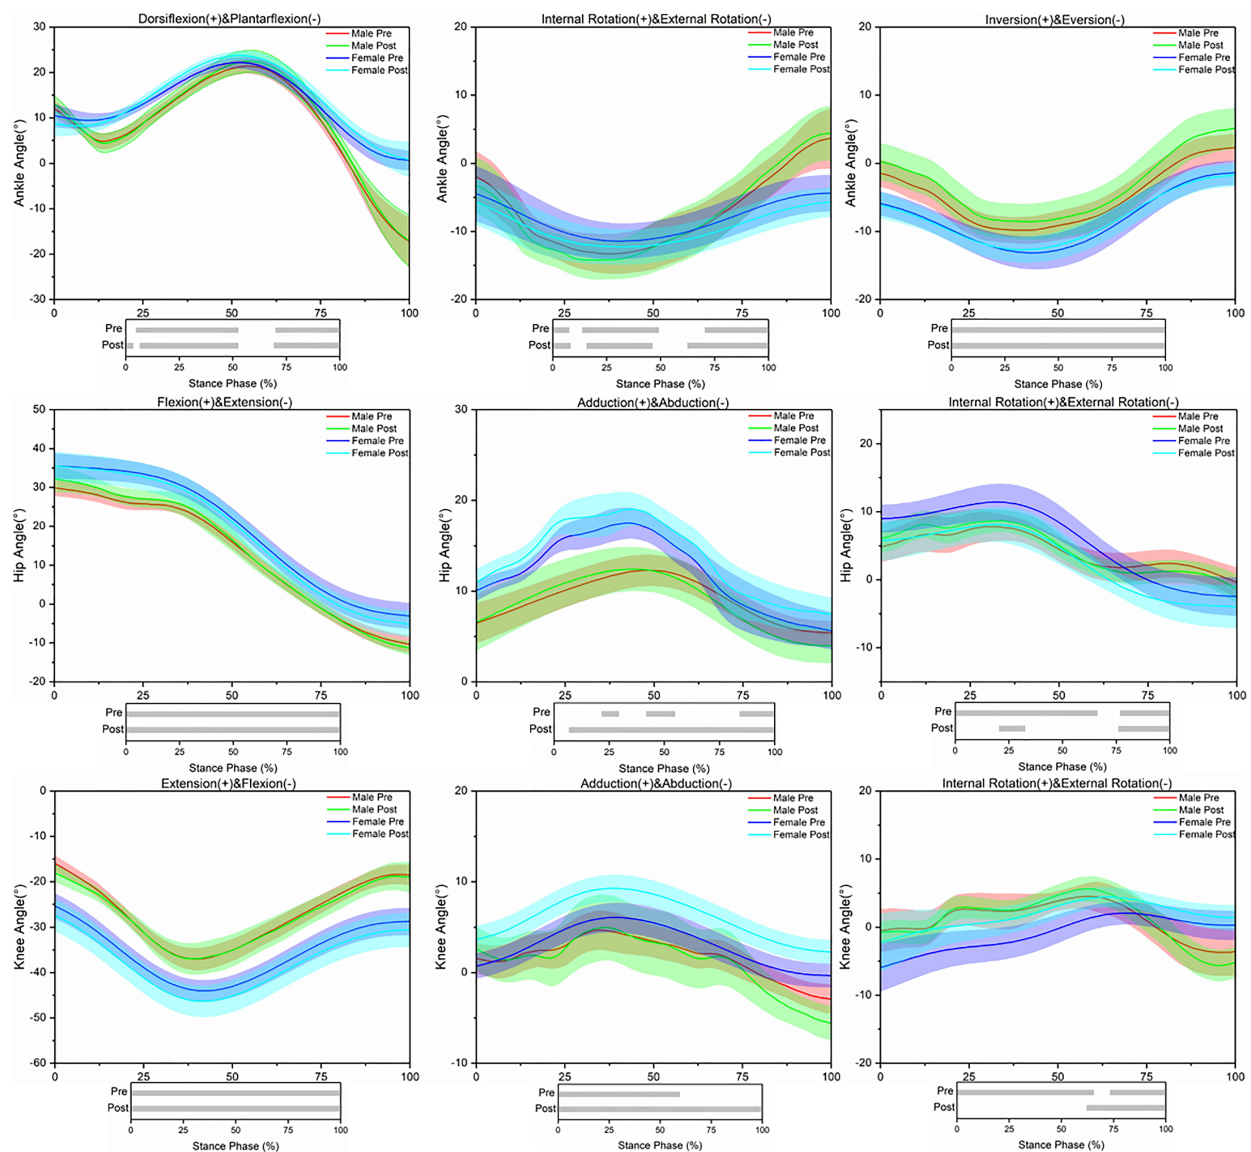 Dorsiflexion(+)&Plantarflexion(-)
Male Pre
Male Post
Female Pre
Female Post
Ankle Angle(°)
30
20
10
0
-10
-20
-30
0 25 50 75 100
Pre
Post
0 25 50 75 100
Stance Phase (%)
Internal Rotation(+)&External Rotation(-)
Male Pre
Male Post
Female Pre
Female Post
Ankle Angle(°)
20
10
0
-10
-20
0 25 50 75 100
Pre
Post
0 25 50 75 100
Stance Phase (%)
Inversion(+)&Eversion(-)
Male Pre
Male Post
Female Pre
Female Post
Ankle Angle(°)
20
10
0
-10
-20
0 25 50 75 100
Pre
Post
0 25 50 75 100
Stance Phase (%)
Flexion(+)&Extension(-)
Male Pre
Male Post
Female Pre
Female Post
Hip Angle(°)
50
40
30
20
10
0
-10
-20
0 25 50 75 100
Pre
Post
0 25 50 75 100
Stance Phase (%)
Adduction(+)&Abduction(-)
Male Pre
Male Post
Female Pre
Female Post
Hip Angle(°)
30
20
10
0
0 25 50 75 100
Pre
Post
0 25 50 75 100
Stance Phase (%)
Internal Rotation(+)&External Rotation(-)
Male Pre
Male Post
Female Pre
Female Post
Hip Angle(°)
20
10
0
-10
0 25 50 75 100
Pre
Post
0 25 50 75 100
Stance Phase (%)
Extension(+)&Flexion(-)
Male Pre
Male Post
Female Pre
Female Post
Knee Angle(°)
0
-10
-20
-30
-40
-50
-60
0 25 50 75 100
Pre
Post
0 25 50 75 100
Stance Phase (%)
Adduction(+)&Abduction(-)
Male Pre
Male Post
Female Pre
Female Post
Knee Angle(°)
20
10
0
-10
0 25 50 75 100
Pre
Post
0 25 50 75 100
Stance Phase (%)
Internal Rotation(+)&External Rotation(-)
Male Pre
Male Post
Female Pre
Female Post
Knee Angle(°)
20
10
0
-10
-20
0 25 50 75 100
Pre
Post
0 25 50 75 100
Stance Phase (%)